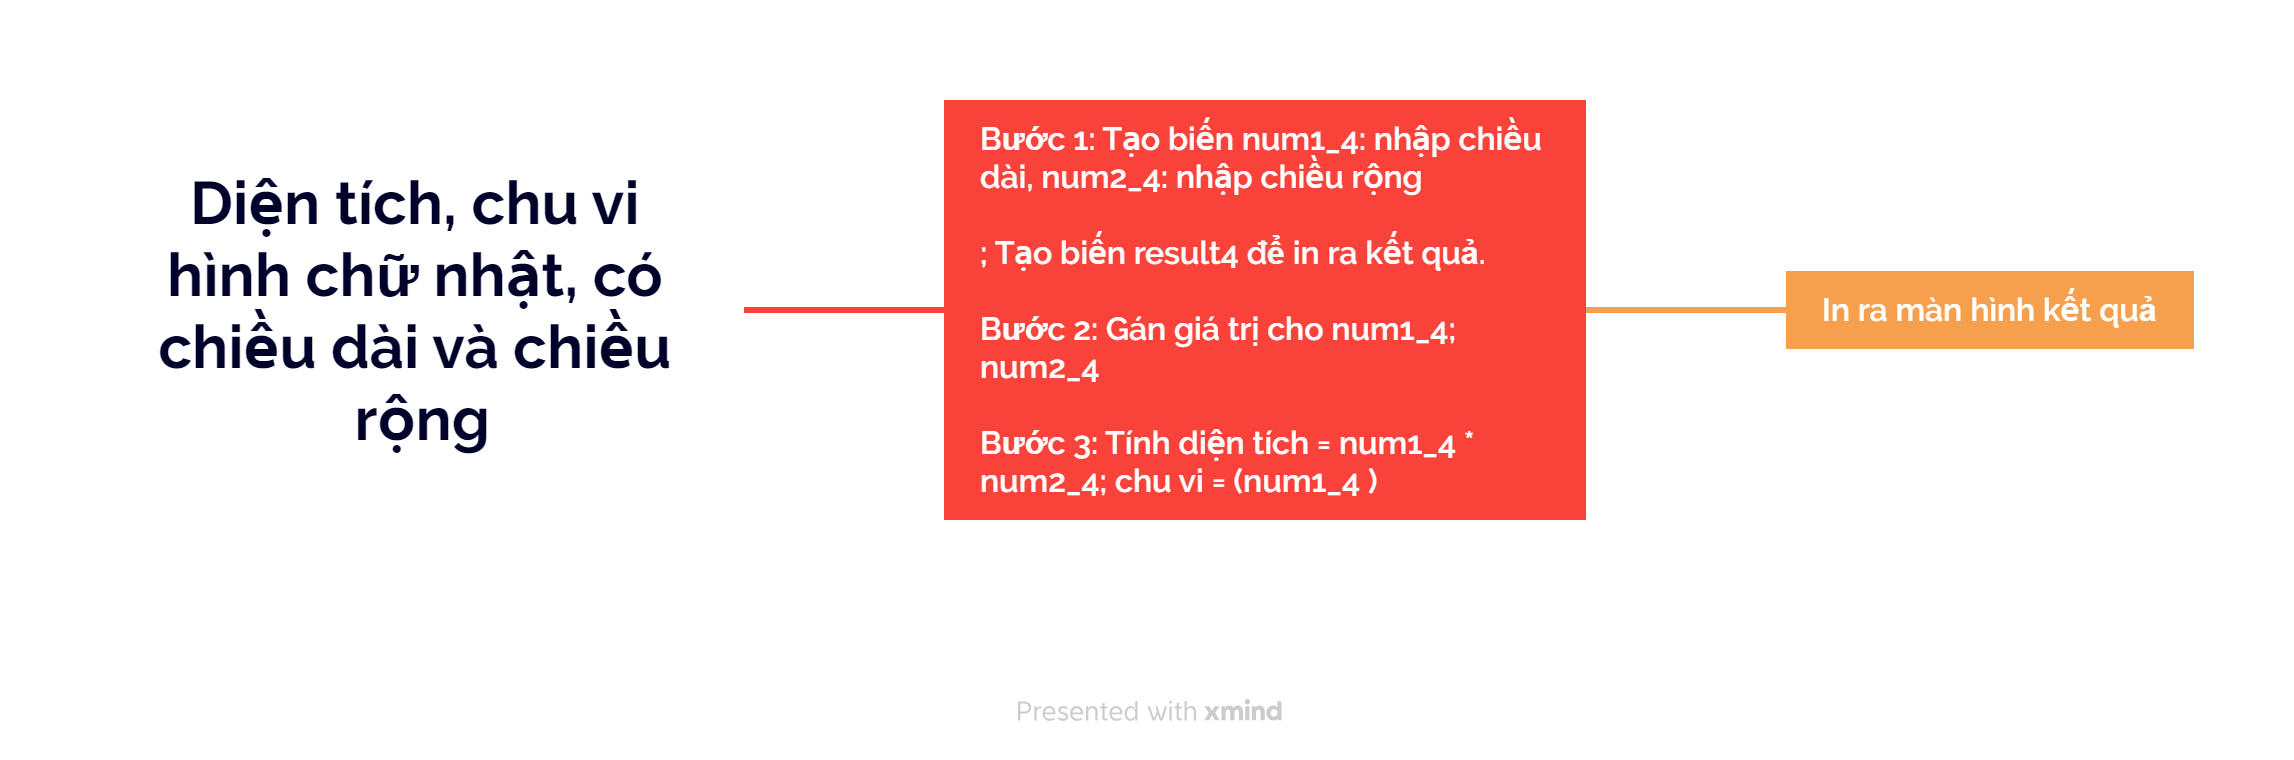 Diện tích, chu vi
hình chữ nhật, có
chiều dài và chiều
rộng
Bước 1: Tạo biến num1_4: nhập chiều
dài, num2_4: nhập chiều rộng
; Tạo biến result4 để in ra kết quả.
Bước 2: Gán giá trị cho num1_4;
num2_4
Bước 3: Tính diện tích = num1_4 *
num2_4; chu vi = (num1_4 )
In ra màn hình kết quả
Presented with xmind